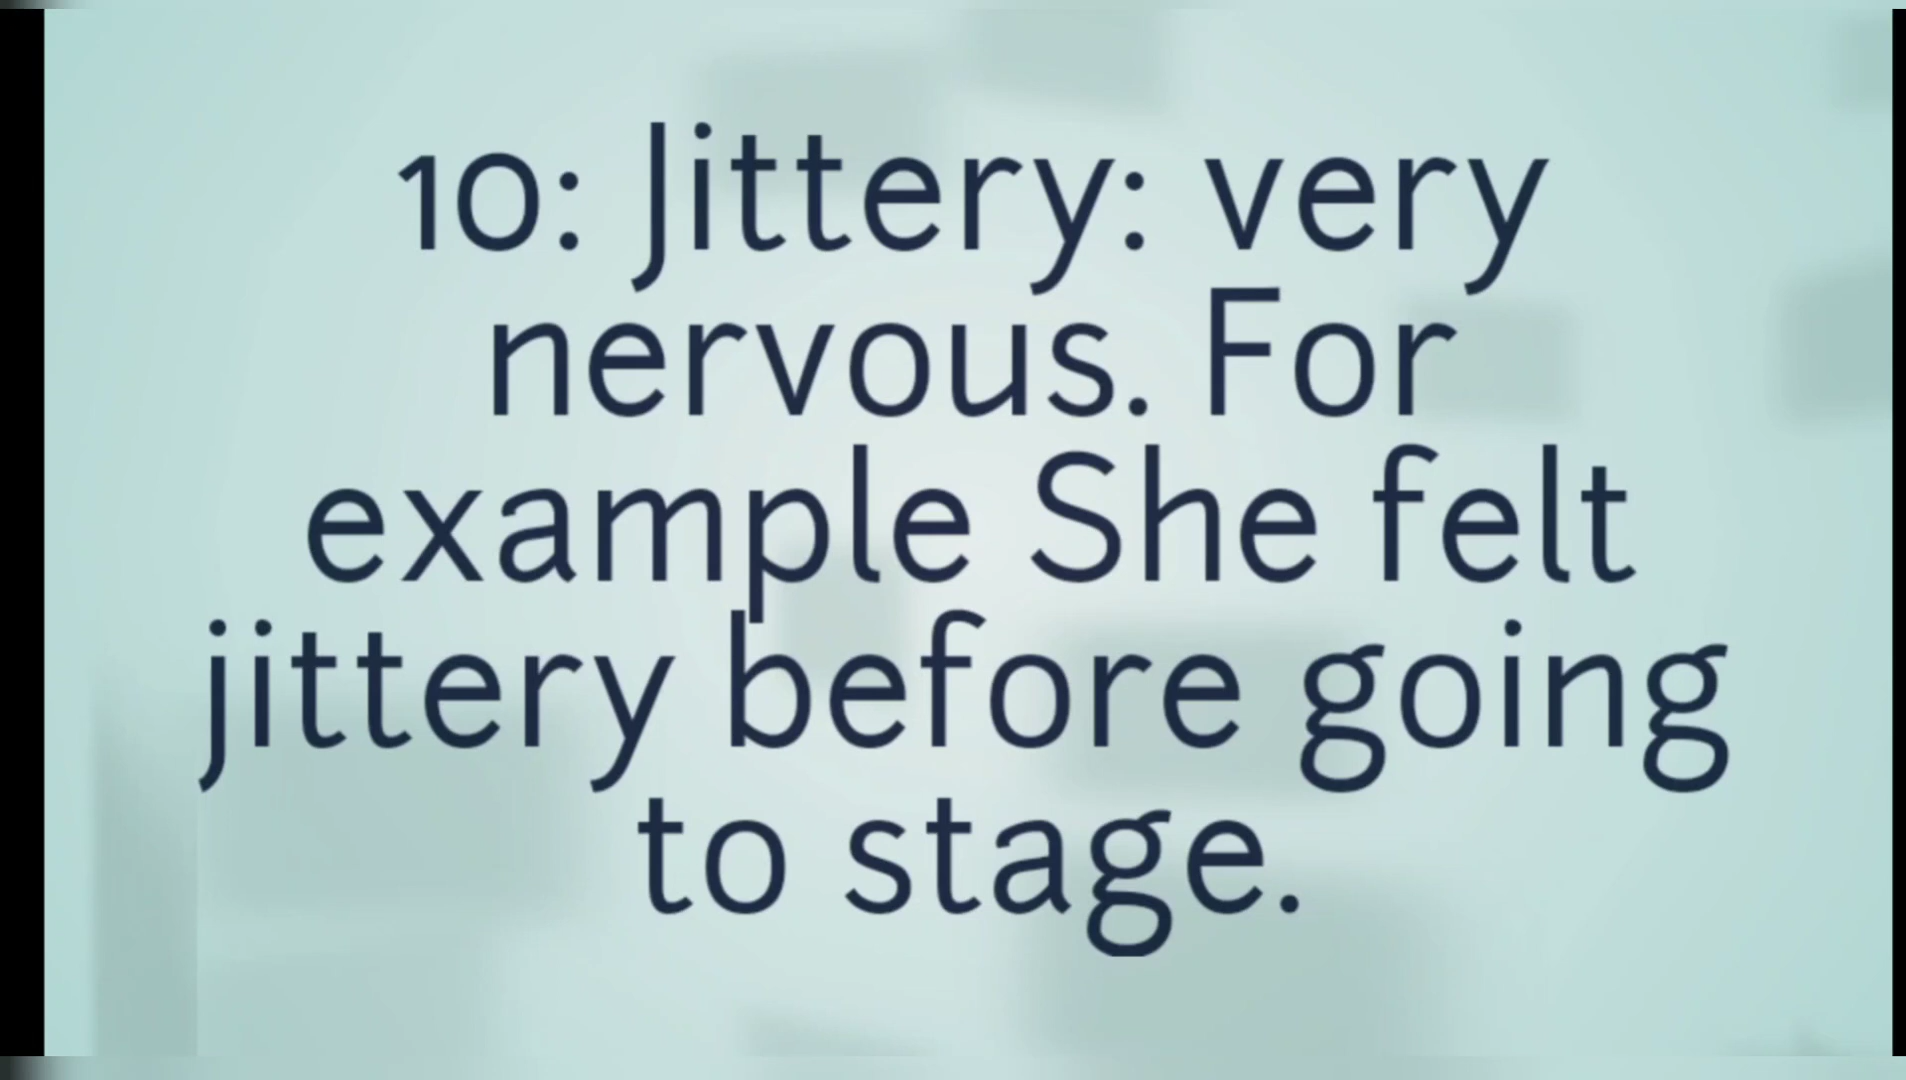 10: Jittery: very
nervous. For
example She felt
jittery before going
to stage.